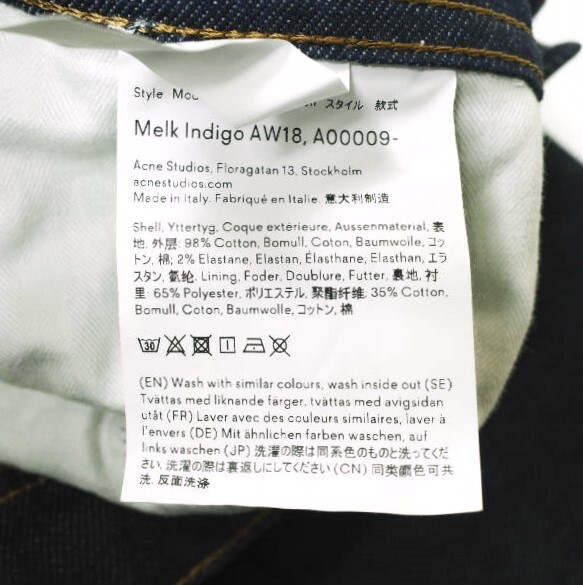 Style スタイル 款式
Melk Indigo AW18, A00009-
Acne Studios, Floragatan 13, Stockholm
acnestudios.com
Made in Italy. Fabriqué en Italie. 意大利制造
Shell, Yttertyg, Coque extérieure, Aussenmaterial, 表
地, 外层: 98% Cotton, Bomull, Coton, Baumwolle, コッ
トン, 棉; 2% Elastane, Elastan, Élasthane, Elasthan, エラ
スタン, 氨纶. Lining, Foder, Doublure, Futter, 裏地, 衬
里: 65% Polyester, ポリエステル, 聚酯纤维; 35% Cotton,
Bomull, Coton, Baumwolle, コットン, 棉
30
(EN) Wash with similar colours, wash inside out (SE)
Tvättas med liknande färger, tvättas med avigsidan
utåt (FR) Laver avec des couleurs similaires, laver à
l'envers (DE) Mit ähnlichen farben waschen, auf
links waschen (JP) 洗濯の際は同系色のものと洗ってくだ
さい. 洗濯の際は裏返しにしてください (CN) 同类颜色可共
洗. 反面洗涤